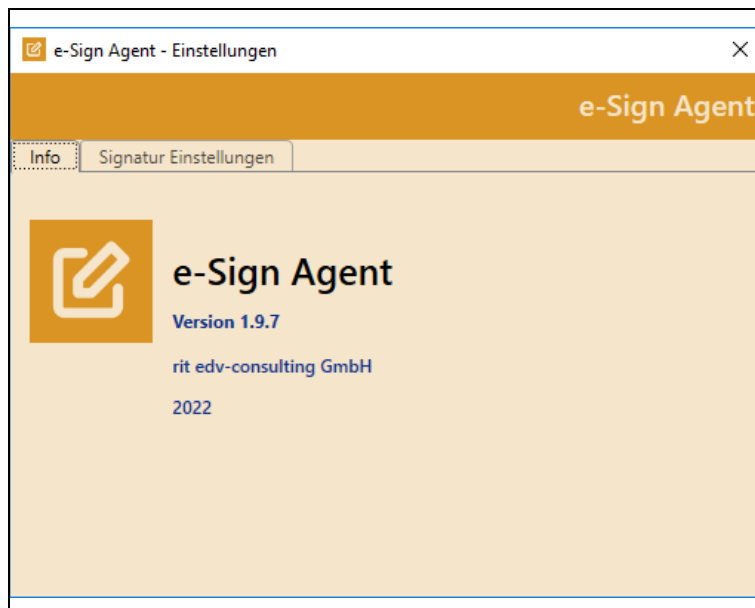 e-Sign Agent - Einstellungen
e-Sign Agent
Info
Signatur Einstellungen
e-Sign Agent
Version 1.9.7
rit edv-consulting GmbH
2022